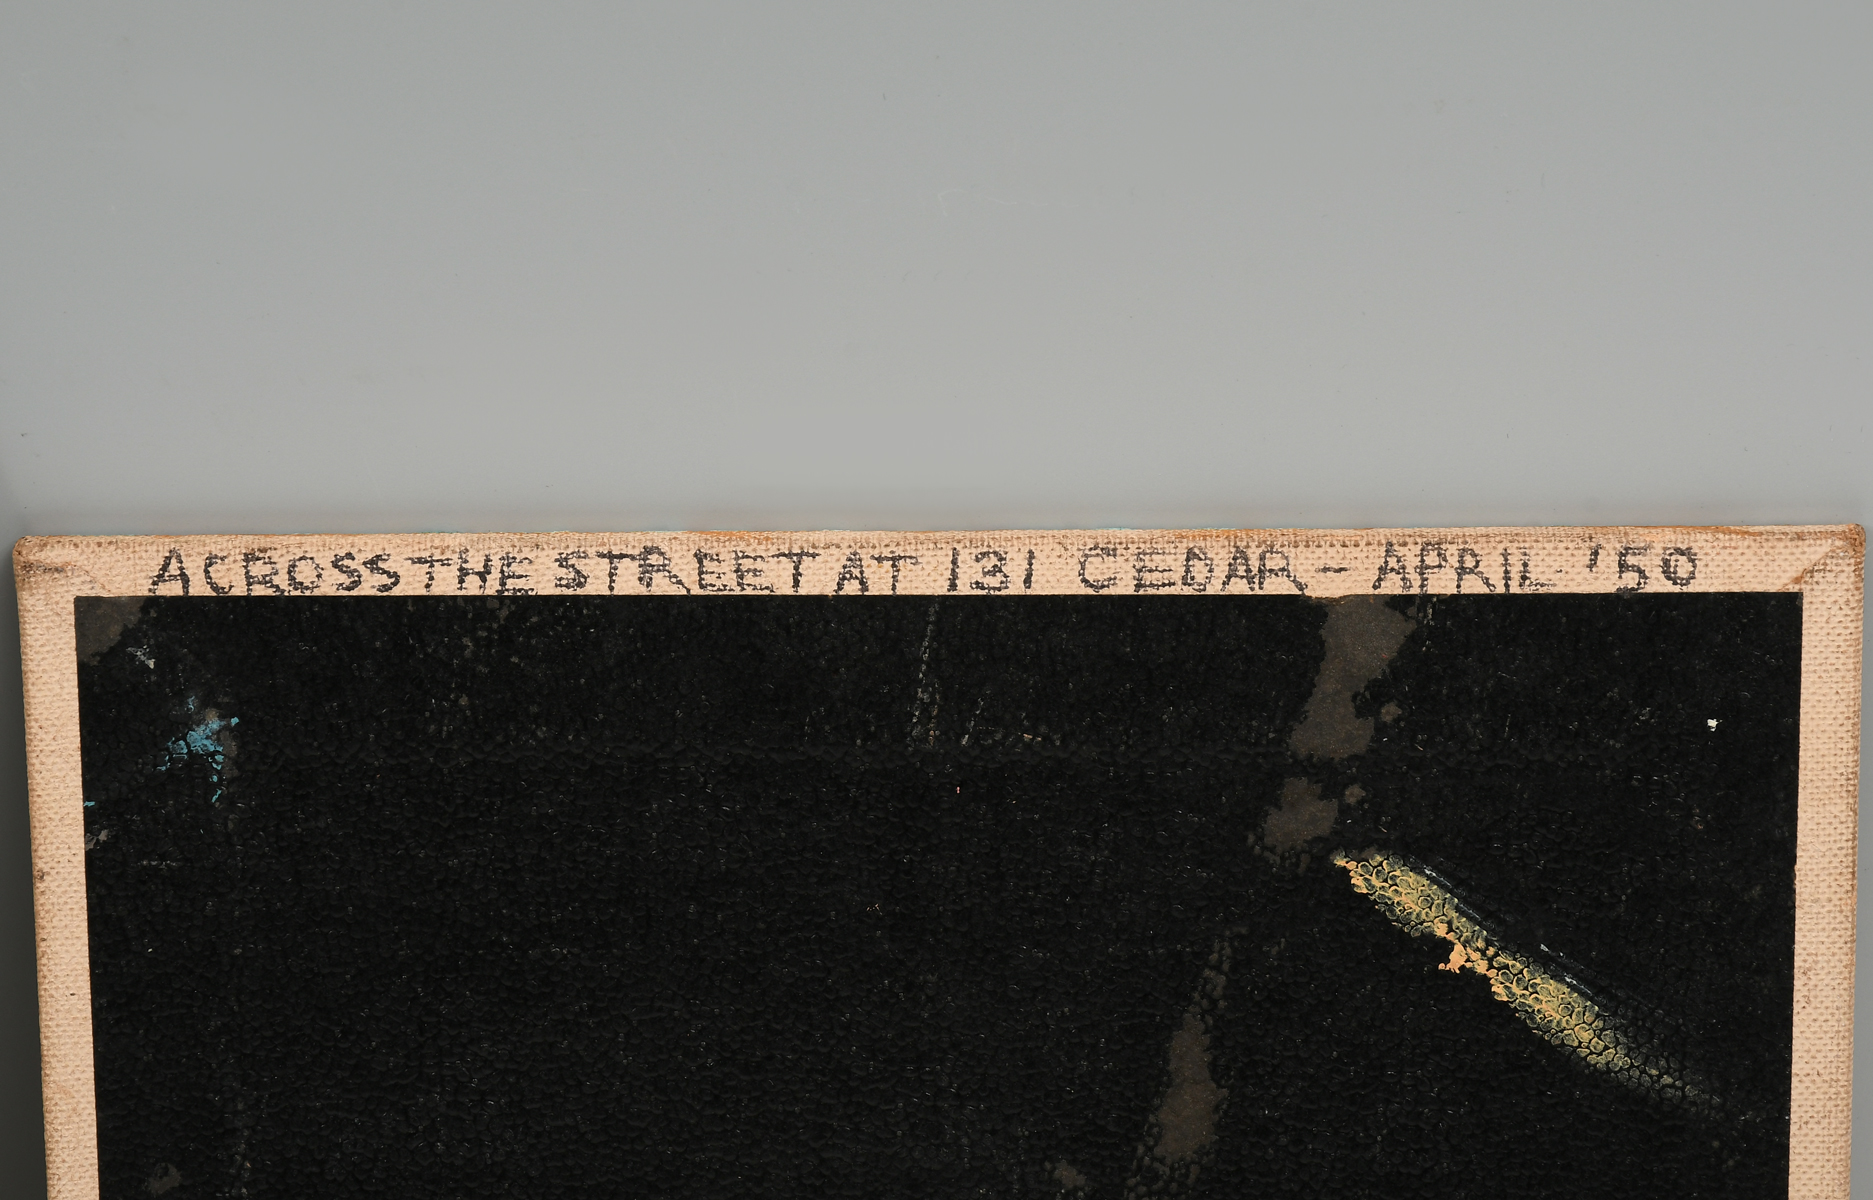 ACROSS THE STREET AT 131 CEDAR - APRIL '50